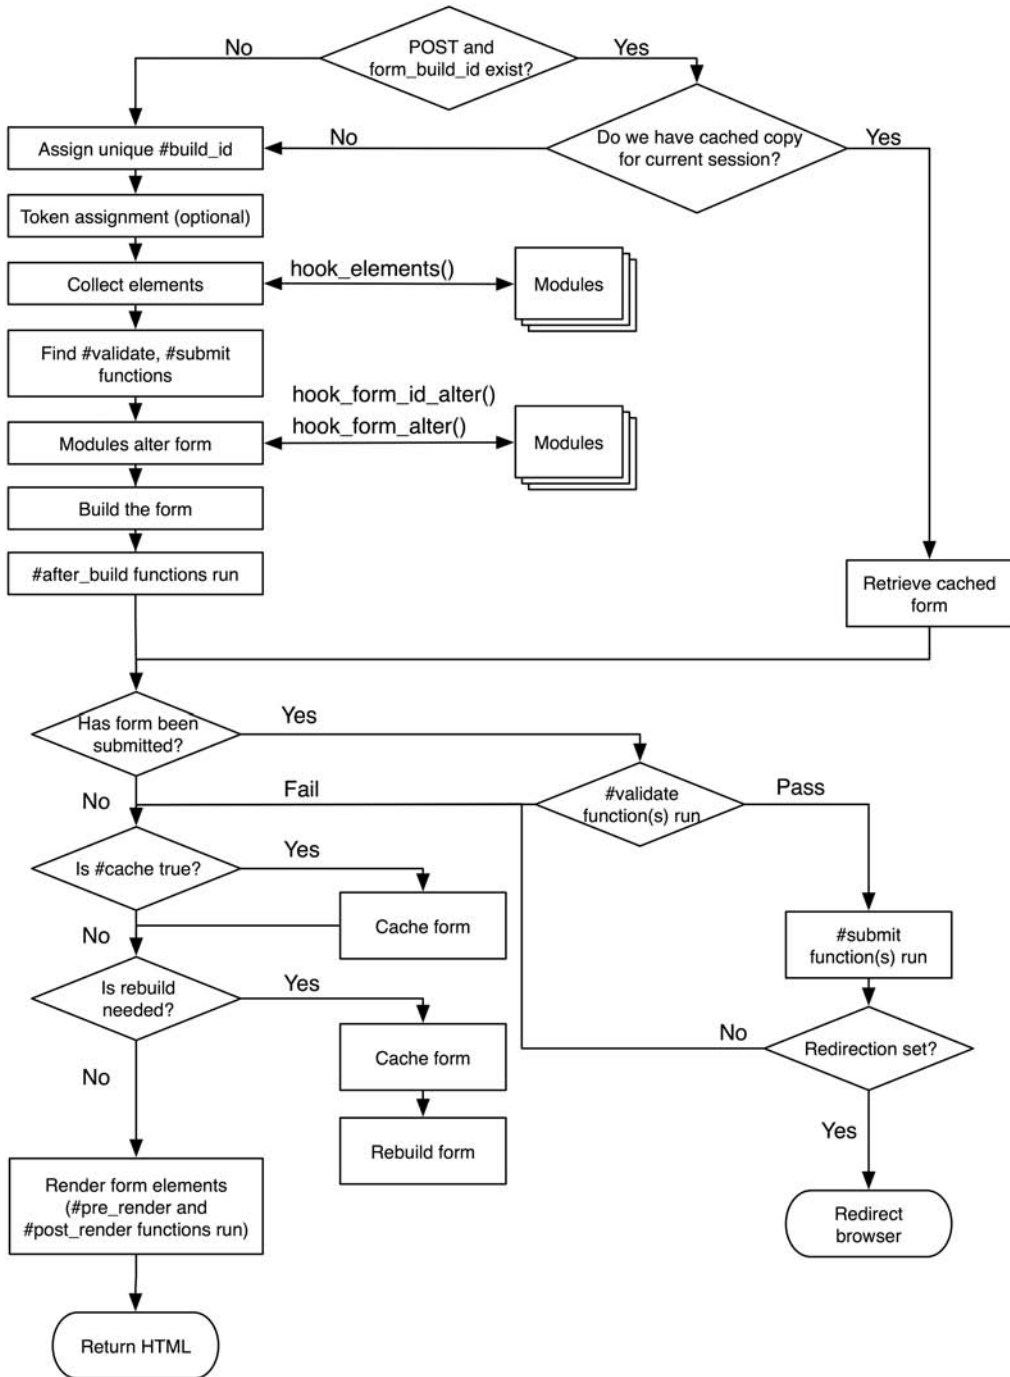 POST and
form_build_id exist?
No
Yes
Do we have cached copy
for current session?
No
Yes
Assign unique #build_id
Token assignment (optional)
Collect elements
hook_elements()
Modules
Find #validate, #submit
functions
hook_form_id_alter()
hook_form_alter()
Modules alter form
Modules
Build the form
#after_build functions run
Retrieve cached
form
Has form been
submitted?
Yes
No
Fail
#validate
function(s) run
Pass
Is #cache true?
Yes
Cache form
No
#submit
function(s) run
Is rebuild
needed?
Yes
Cache form
No
Redirection set?
No
Rebuild form
Yes
Render form elements
(#pre_render and
#post_render functions run)
Redirect
browser
Return HTML